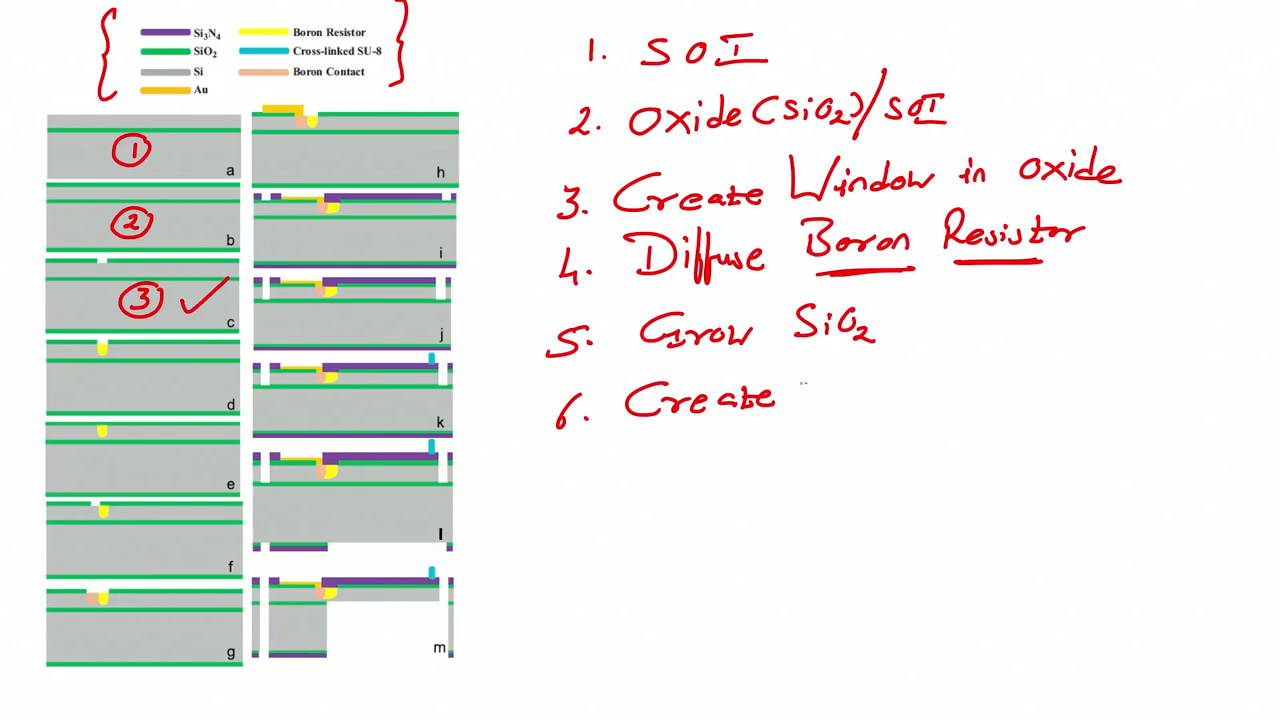 Si3N4
Boron Resistor
SiO2
Cross-linked SU-8
Si
Boron Contact
Au
1
a
2
b
3
c
d
e
f
g
h
i
j
k
l
m
1. SOI
2. Oxide (SiO2)/SOI
3. Create Window in oxide
4. Diffuse Boron Resistor
5. Grow SiO2
6. Create